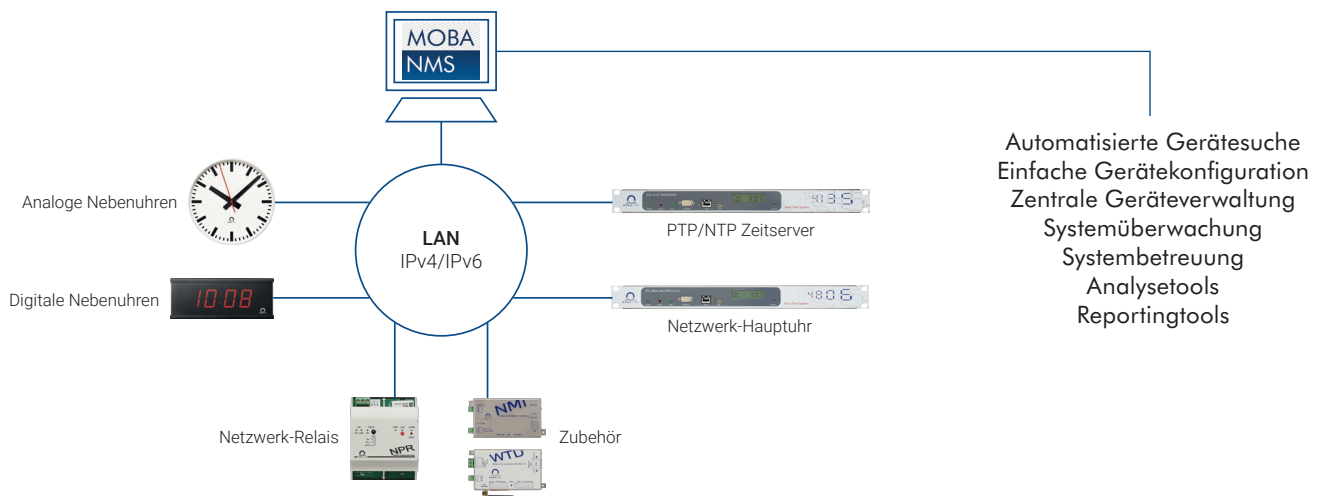 MOBA
NMS
Automatisierte Gerätesuche
Einfache Gerätekonfiguration
Zentrale Geräteverwaltung
Systemüberwachung
Systembetreuung
Analysetools
Reportingtools
Analoge Nebenuhren
LAN
IPv4/IPv6
PTP/NTP Zeitserver
Digitale Nebenuhren
10:08
Netzwerk-Hauptuhr
Netzwerk-Relais
NPR
NMI
WTD
Zubehör